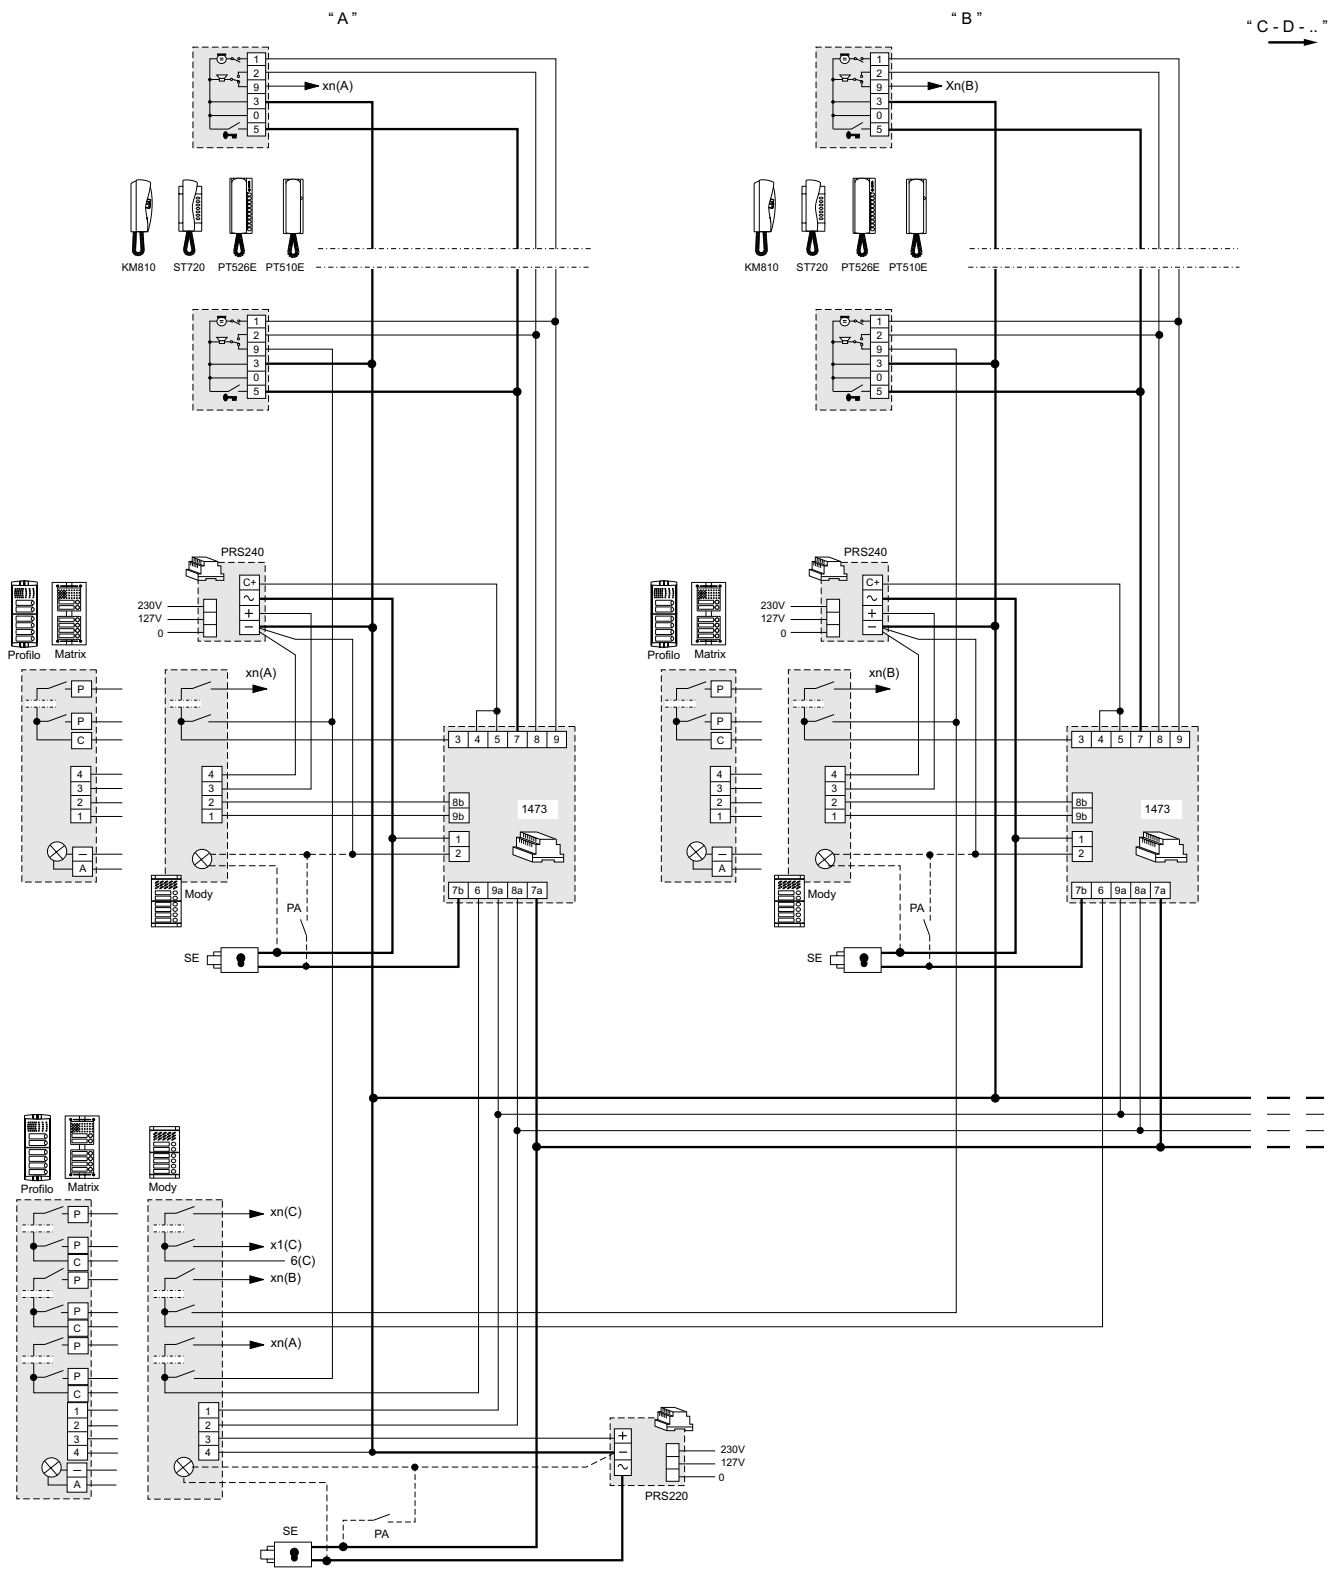 “ A ”
“ B ”
“ C - D - .. ”
1
2
9
3
0
5
xn(A)
1
2
9
3
0
5
Xn(B)
KM810 ST720 PT526E PT510E
KM810 ST720 PT526E PT510E
1
2
9
3
0
5
1
2
9
3
0
5
PRS240
C+
~
+
−
230V
127V
0
PRS240
C+
~
+
−
230V
127V
0
Profilo Matrix
Profilo Matrix
xn(A)
xn(B)
P
P
C
4
3
2
1
−
A
4
3
2
1
Mody
3 4 5 7 8 9
8b
9b
1
2
1473
7b 6 9a 8a 7a
PA
SE
P
P
C
4
3
2
1
−
A
4
3
2
1
Mody
3 4 5 7 8 9
8b
9b
1
2
1473
7b 6 9a 8a 7a
PA
SE
Profilo Matrix Mody
P
P
C
P
P
C
P
P
C
1
2
3
4
−
A
xn(C)
x1(C)
6(C)
xn(B)
xn(A)
1
2
3
4
+
−
~
230V
127V
0
PRS220
PA
SE